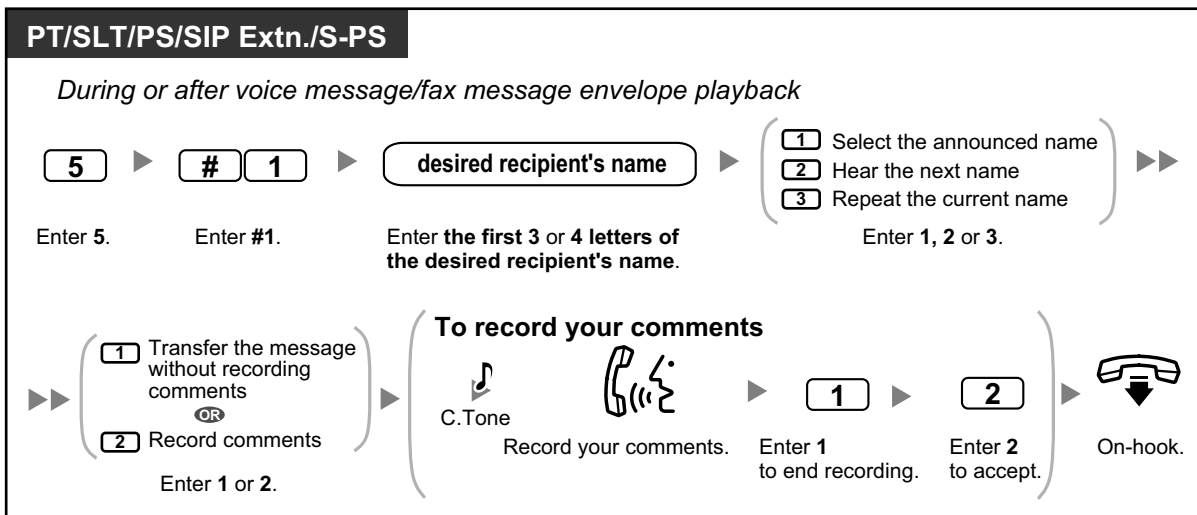 PT/SLT/PS/SIP Extn./S-PS
During or after voice message/fax message envelope playback
5
# 1
desired recipient's name
1 Select the announced name
2 Hear the next name
3 Repeat the current name
Enter 5.
Enter #1.
Enter the first 3 or 4 letters of
the desired recipient's name.
Enter 1, 2 or 3.
1 Transfer the message
without recording
comments
OR
2 Record comments
Enter 1 or 2.
To record your comments
C.Tone
Record your comments.
1
Enter 1
to end recording.
2
Enter 2
to accept.
On-hook.